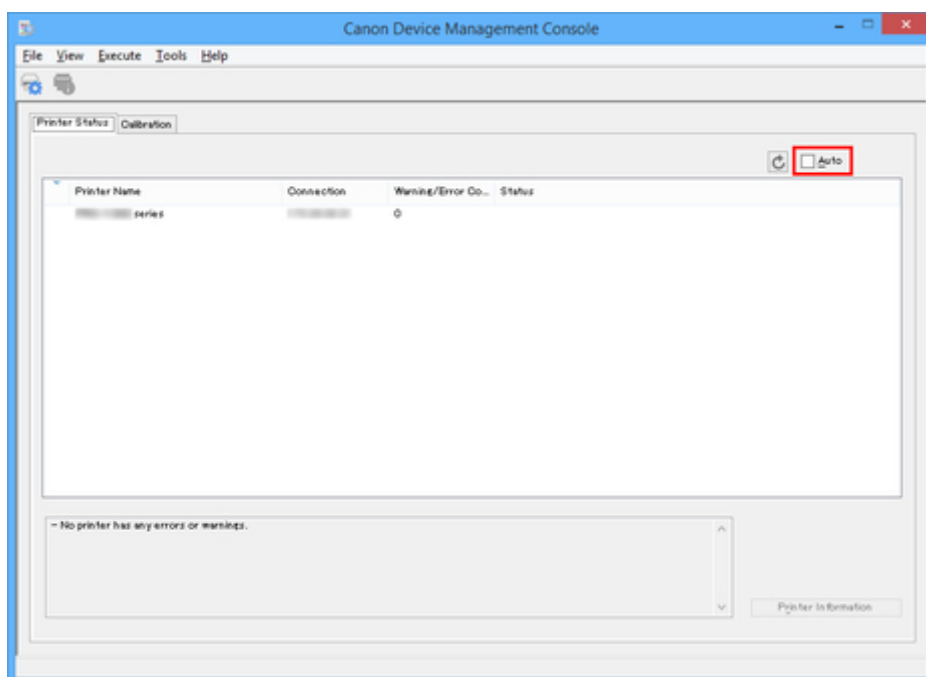 Canon Device Management Console
File View Execute Tools Help
Printer Status Calibration
Auto
Printer Name Connection Warning/Error Co... Status
series 0
- No printer has any errors or warnings.
Printer Information